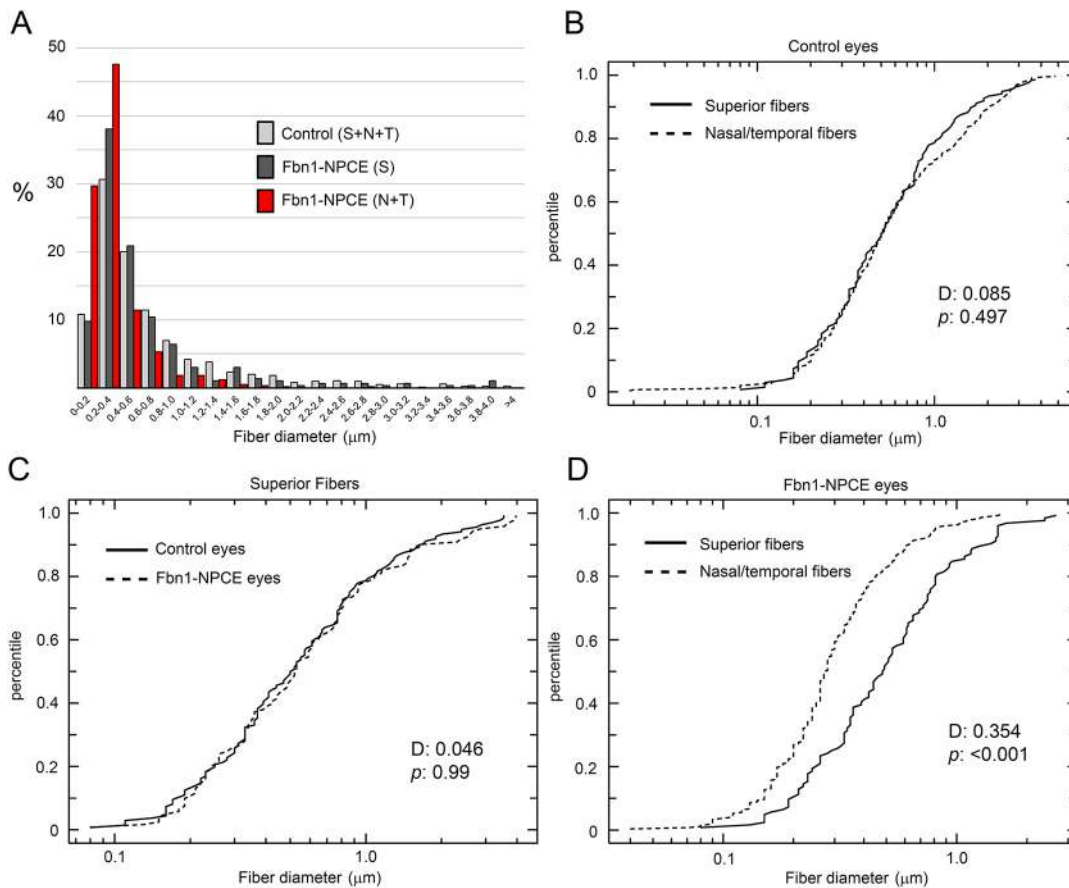 A
50
40
30
%
20
10
Control (S+N+T)
Fbn1-NPCE (S)
Fbn1-NPCE (N+T)
0-0.2
0.2-0.4
0.4-0.6
0.6-0.8
0.8-1.0
1.0-1.2
1.2-1.4
1.4-1.6
1.6-1.8
1.8-2.0
2.0-2.2
2.2-2.4
2.4-2.6
2.6-2.8
2.8-3.0
3.0-3.2
3.2-3.4
3.4-3.6
3.6-3.8
3.8-4.0
>4
Fiber diameter (μm)
B
Control eyes
1.0
0.8
0.6
0.4
0.2
0
percentile
Superior fibers
Nasal/temporal fibers
D: 0.085
p: 0.497
0.1 1.0
Fiber diameter (μm)
C
Superior Fibers
1.0
0.8
0.6
0.4
0.2
0
percentile
Control eyes
Fbn1-NPCE eyes
D: 0.046
p: 0.99
0.1 1.0
Fiber diameter (μm)
D
Fbn1-NPCE eyes
1.0
0.8
0.6
0.4
0.2
0
percentile
Superior fibers
Nasal/temporal fibers
D: 0.354
p: <0.001
0.1 1.0
Fiber diameter (μm)